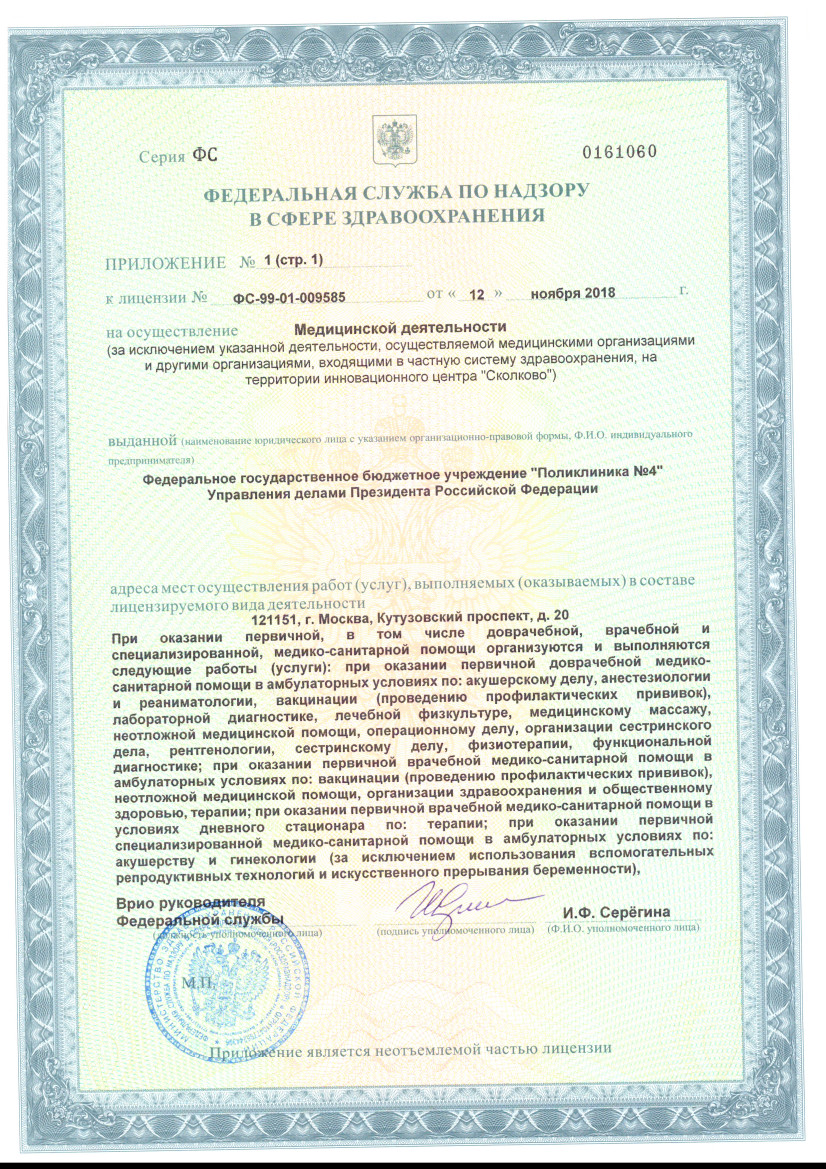 Серия ФС
0161060
ФЕДЕРАЛЬНАЯ СЛУЖБА ПО НАДЗОРУ
В СФЕРЕ ЗДРАВООХРАНЕНИЯ
ПРИЛОЖЕНИЕ № 1 (стр. 1)
к лицензии № ФС-99-01-009585 от « 12 » ноября 2018 г.
на осуществление Медицинской деятельности
(за исключением указанной деятельности, осуществляемой медицинскими организациями
и другими организациями, входящими в частную систему здравоохранения, на
территории инновационного центра "Сколково")
выданной (наименование юридического лица с указанием организационно-правовой формы, Ф.И.О. индивидуального
предпринимателя)
Федеральное государственное бюджетное учреждение "Поликлиника №4"
Управления делами Президента Российской Федерации
адреса мест осуществления работ (услуг), выполняемых (оказываемых) в составе
лицензируемого вида деятельности
121151, г. Москва, Кутузовский проспект, д. 20
При оказании первичной, в том числе доврачебной, врачебной и
специализированной, медико-санитарной помощи организуются и выполняются
следующие работы (услуги): при оказании первичной доврачебной медико-
санитарной помощи в амбулаторных условиях по: акушерскому делу, анестезиологии
и реаниматологии, вакцинации (проведению профилактических прививок),
лабораторной диагностике, лечебной физкультуре, медицинскому массажу,
неотложной медицинской помощи, операционному делу, организации сестринского
дела, рентгенологии, сестринскому делу, физиотерапии, функциональной
диагностике; при оказании первичной врачебной медико-санитарной помощи в
амбулаторных условиях по: вакцинации (проведению профилактических прививок),
неотложной медицинской помощи, организации здравоохранения и общественному
здоровью, терапии; при оказании первичной врачебной медико-санитарной помощи в
условиях дневного стационара по: терапии; при оказании первичной
специализированной медико-санитарной помощи в амбулаторных условиях по:
акушерству и гинекологии (за исключением использования вспомогательных
репродуктивных технологий и искусственного прерывания беременности),
Врио руководителя
Федеральной службы
И.Ф. Серёгина
(должность уполномоченного лица) (подпись уполномоченного лица) (Ф.И.О. уполномоченного лица)
М.П.
Приложение является неотъемлемой частью лицензии